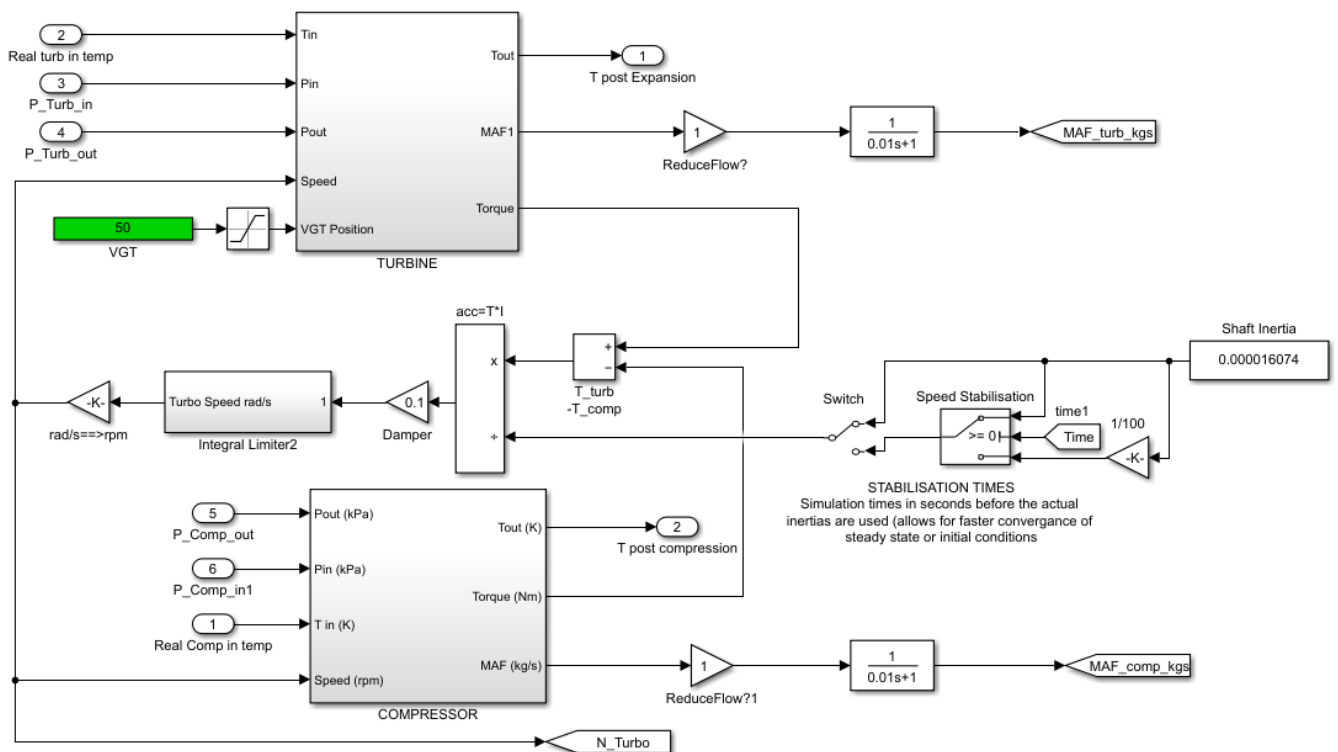 2
Real turb in temp
3
P_Turb_in
4
P_Turb_out
Tin
Pin
Pout
Speed
VGT Position
Tout
MAF1
Torque
TURBINE
50
VGT
1
T post Expansion
1
ReduceFlow?
1
0.01s+1
MAF_turb_kgs
acc=T*I
x
÷
+
−
T_turb
-T_comp
0.1
Damper
Turbo Speed rad/s
1
Integral Limiter2
-K-
rad/s==>rpm
Shaft Inertia
0.000016074
Switch
Speed Stabilisation
>= 0
time1
Time
1/100
-K-
STABILISATION TIMES
Simulation times in seconds before the actual
inertias are used (allows for faster convergance of
steady state or initial conditions
5
P_Comp_out
6
P_Comp_in1
1
Real Comp in temp
Pout (kPa)
Pin (kPa)
T in (K)
Speed (rpm)
Tout (K)
Torque (Nm)
MAF (kg/s)
COMPRESSOR
2
T post compression
1
ReduceFlow?1
1
0.01s+1
MAF_comp_kgs
N_Turbo